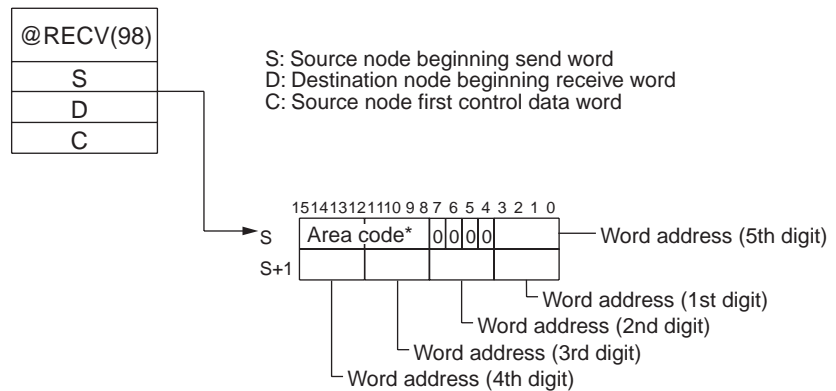 @RECV(98)
S
D
C
S: Source node beginning send word
D: Destination node beginning receive word
C: Source node first control data word
15 14 13 12 11 10 9 8 7 6 5 4 3 2 1 0
S Area code* 0 0 0 0 Word address (5th digit)
S+1
Word address (1st digit)
Word address (2nd digit)
Word address (3rd digit)
Word address (4th digit)